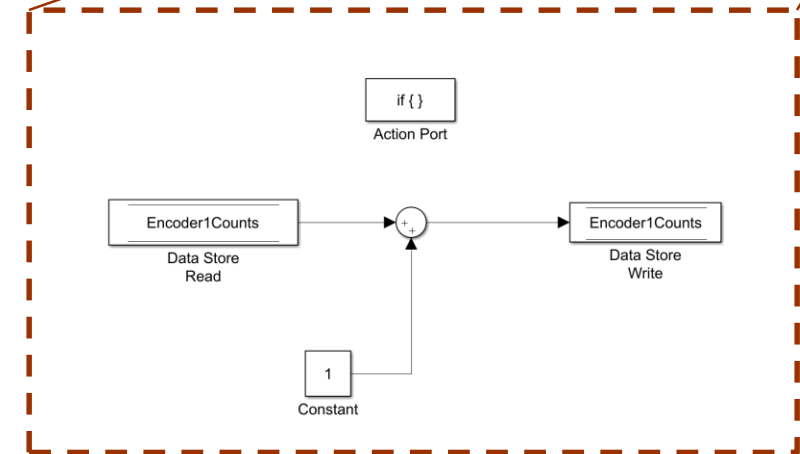 if { }
Action Port
Encoder1Counts
Data Store
Read
+
+
Encoder1Counts
Data Store
Write
1
Constant